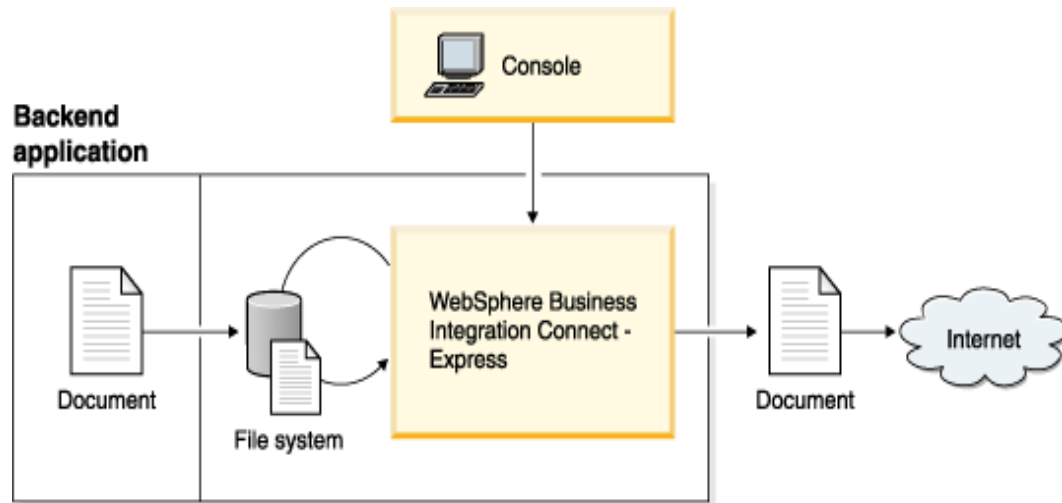 Console
Backend
application
WebSphere Business
Integration Connect -
Express
Document
File system
Document
Internet